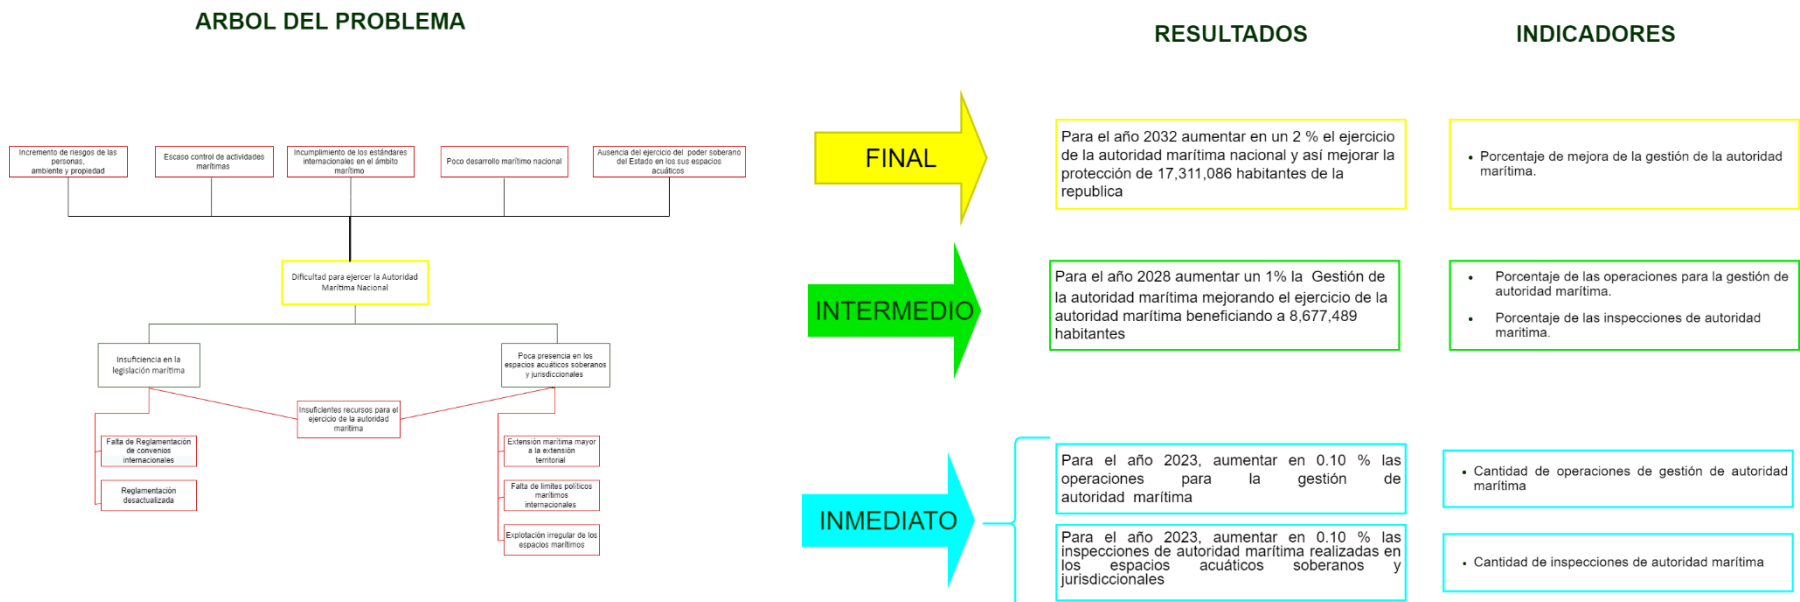 ARBOL DEL PROBLEMA
RESULTADOS
INDICADORES
Incremento de riesgos de las
personas,
ambiente y propiedad
Escaso control de actividades
marítimas
Incumplimiento de los estándares
internacionales en el ámbito
marítimo
Poco desarrollo marítimo nacional
Ausencia del ejercicio del poder soberano
del Estado en los sus espacios
acuáticos
Dificultad para ejercer la Autoridad
Marítima Nacional
Insuficiencia en la
legislación marítima
Poca presencia en los
espacios acuáticos soberanos
y jurisdiccionales
Insuficientes recursos para el
ejercicio de la autoridad
marítima
Falta de Reglamentación
de convenios
internacionales
Reglamentación
desactualizada
Extensión marítima mayor
a la extensión
territorial
Falta de limites políticos
marítimos
internacionales
Explotación irregular de los
espacios marítimos
FINAL
Para el año 2032 aumentar en un 2 % el ejercicio
de la autoridad marítima nacional y así mejorar la
protección de 17,311,086 habitantes de la
republica
• Porcentaje de mejora de la gestión de la autoridad
marítima.
INTERMEDIO
Para el año 2028 aumentar un 1% la Gestión de
la autoridad marítima mejorando el ejercicio de la
autoridad marítima beneficiando a 8,677,489
habitantes
• Porcentaje de las operaciones para la gestión de
autoridad marítima.
• Porcentaje de las inspecciones de autoridad
maritima.
INMEDIATO
Para el año 2023, aumentar en 0.10 % las
operaciones para la gestión de
autoridad marítima
• Cantidad de operaciones de gestión de autoridad
marítima
Para el año 2023, aumentar en 0.10 % las
inspecciones de autoridad marítima realizadas en
los espacios acuáticos soberanos y
jurisdiccionales
• Cantidad de inspecciones de autoridad marítima